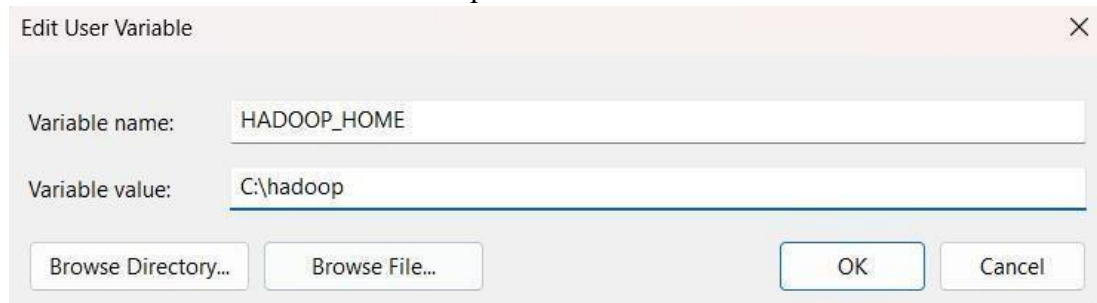 Edit User Variable
Variable name: HADOOP_HOME
Variable value: C:\hadoop
Browse Directory... Browse File... OK Cancel